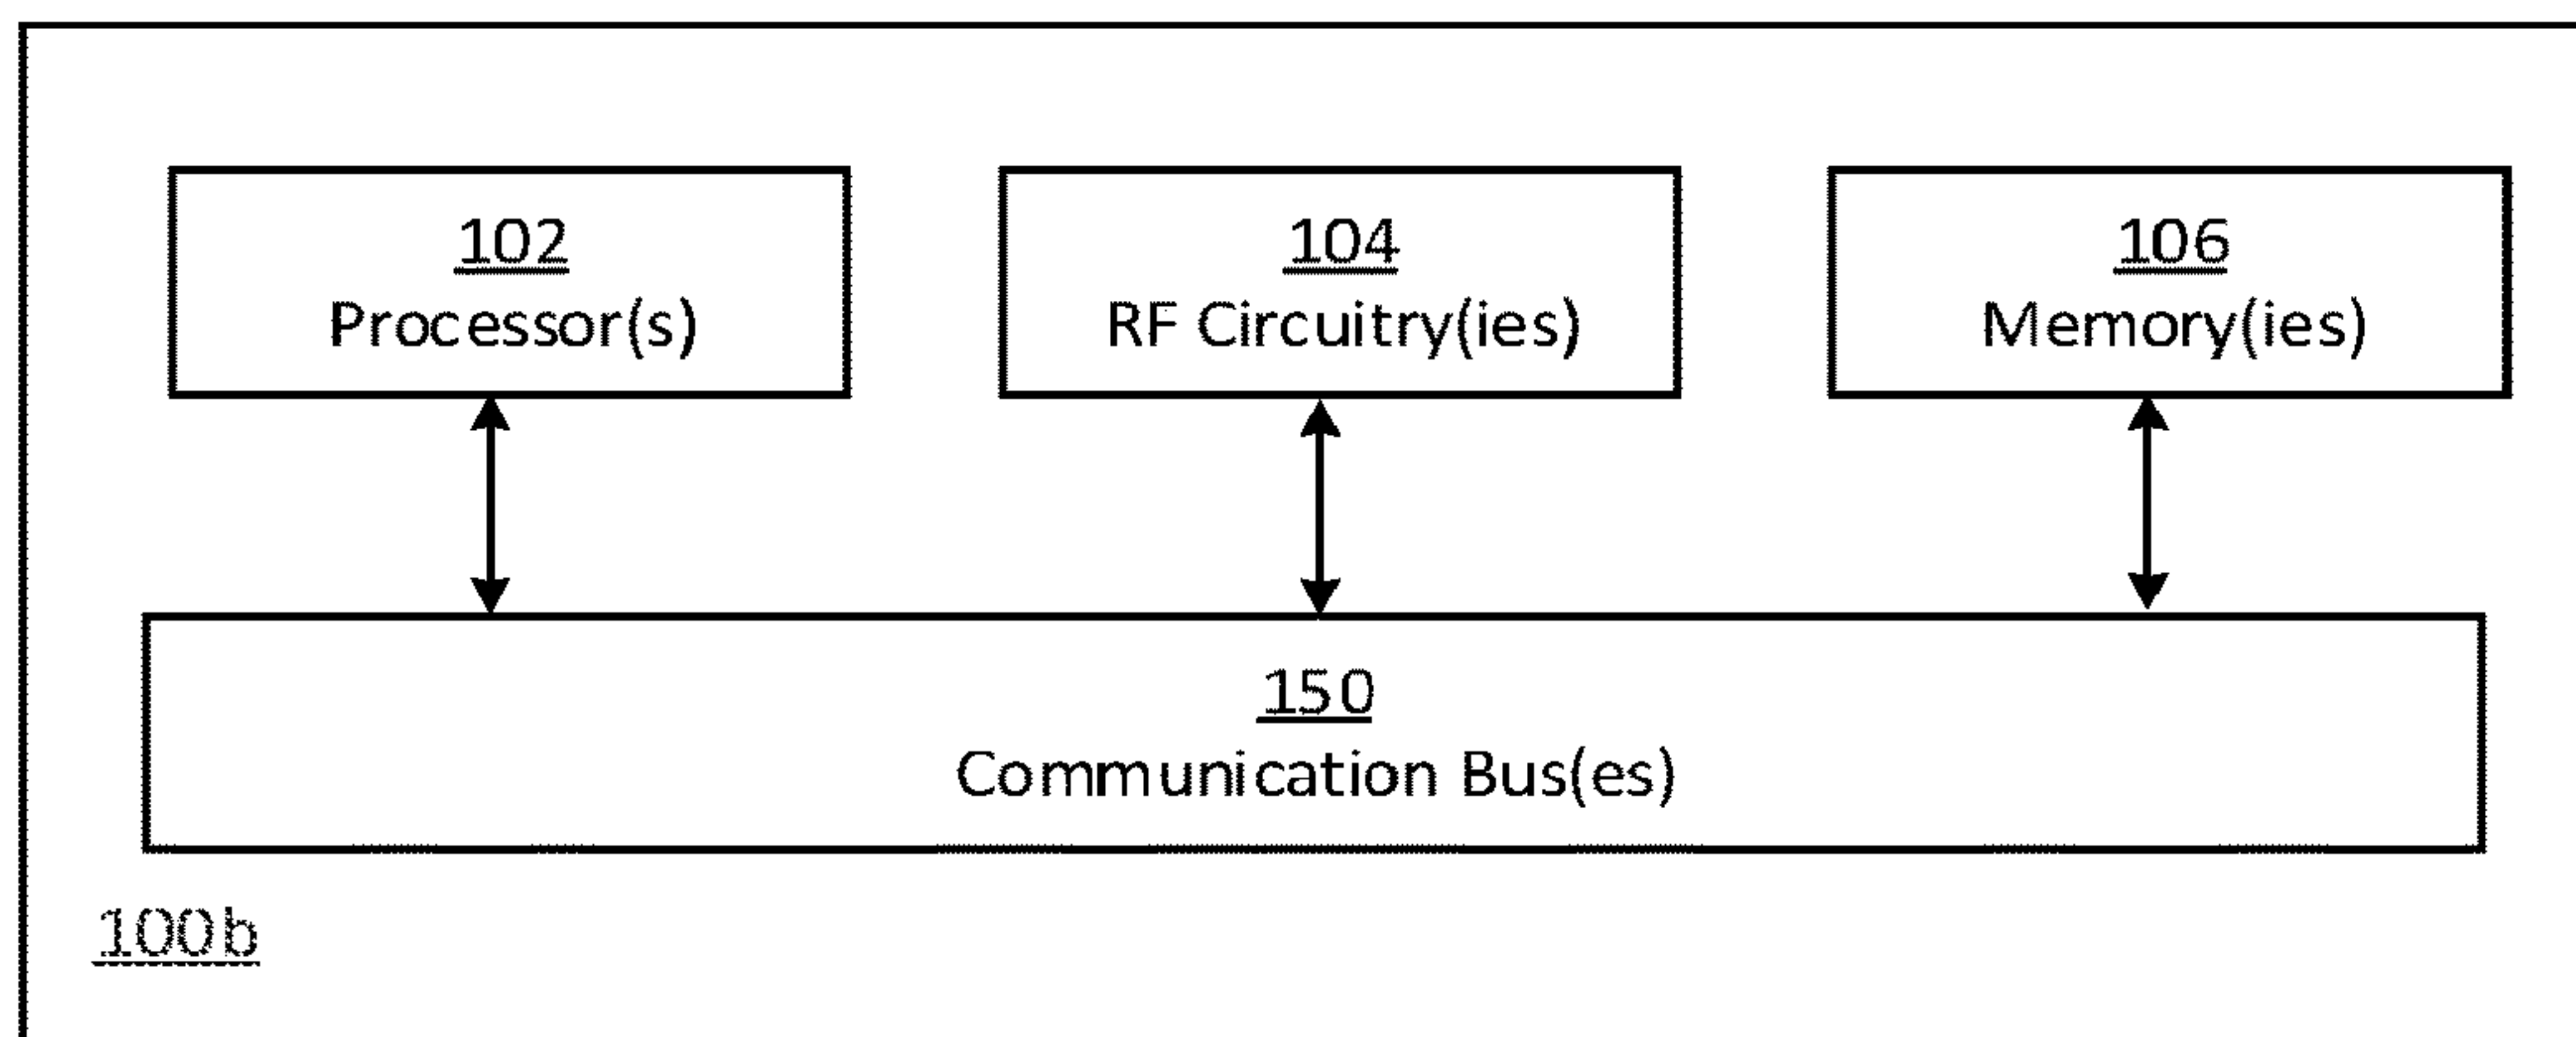 102
Processor(s)
104
RF Circuitry(ies)
106
Memory(ies)
150
Communication Bus(es)
100b